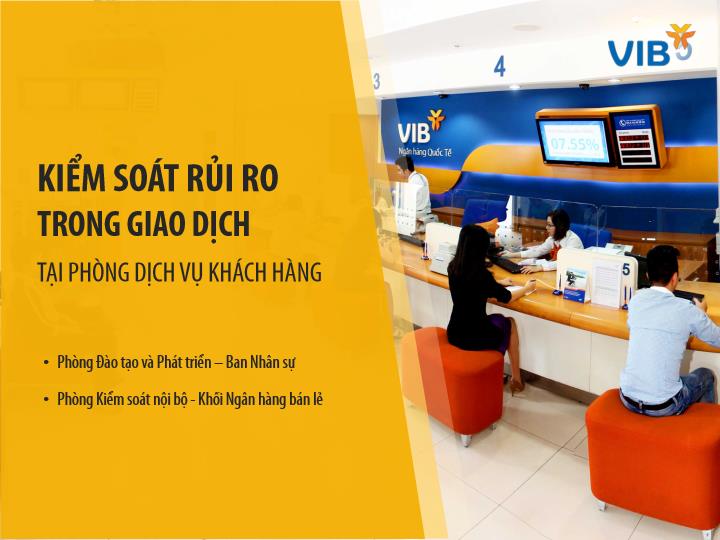 KIỂM SOÁT RỦI RO
TRONG GIAO DỊCH
TẠI PHÒNG DỊCH VỤ KHÁCH HÀNG
• Phòng Đào tạo và Phát triển – Ban Nhân sự
• Phòng Kiểm soát nội bộ - Khối Ngân hàng bán lẻ
VIB
5
4
3
VIB
Ngân hàng Quốc Tế
07.55%
5